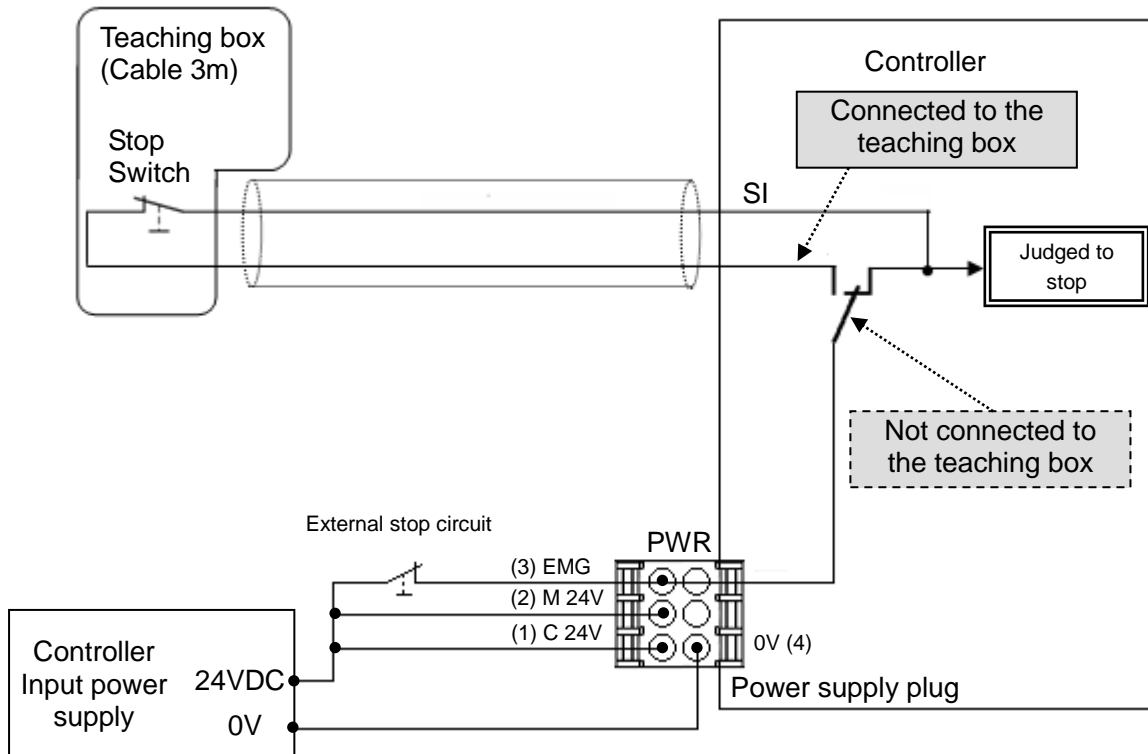 Teaching box
(Cable 3m)
Controller
Connected to the
teaching box
Stop
Switch
SI
Judged to
stop
Not connected to
the teaching box
External stop circuit
PWR
(3) EMG
(2) M 24V
(1) C 24V
0V (4)
Controller
Input power
supply
24VDC
0V
Power supply plug